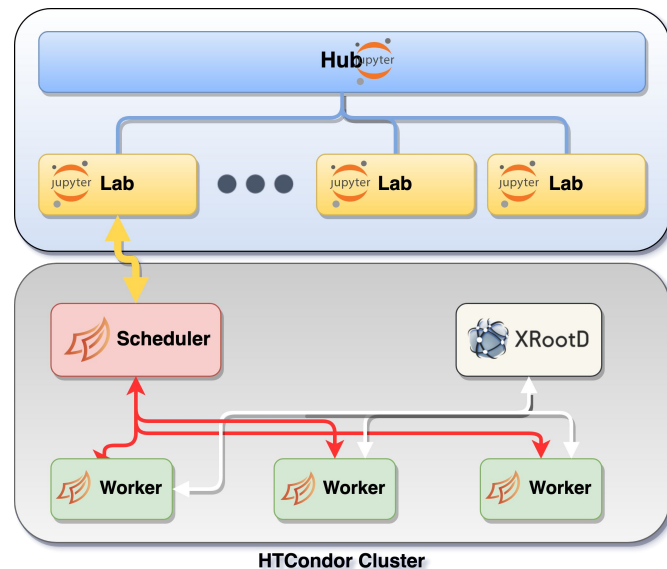 Hub jupyter
jupyter Lab
jupyter Lab
jupyter Lab
Scheduler
XRootD
Worker
Worker
Worker
HTCondor Cluster